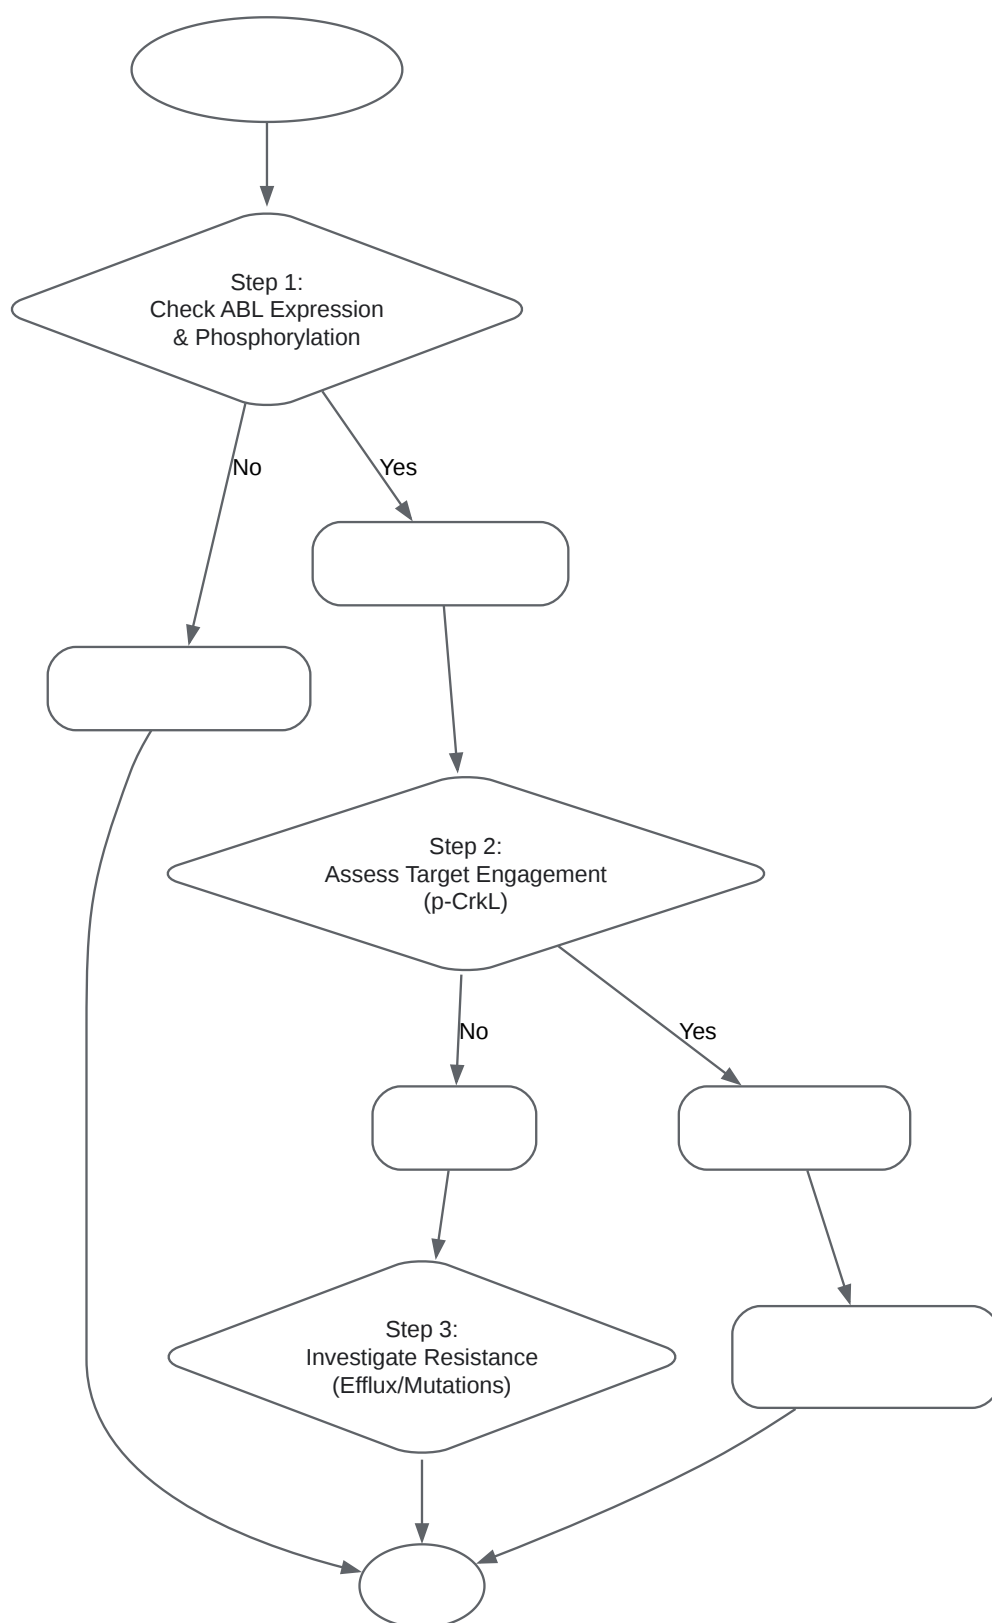 Step 1:
Check ABL Expression
& Phosphorylation
No
Yes
Step 2:
Assess Target Engagement
(p-CrkL)
No
Yes
Step 3:
Investigate Resistance
(Efflux/Mutations)